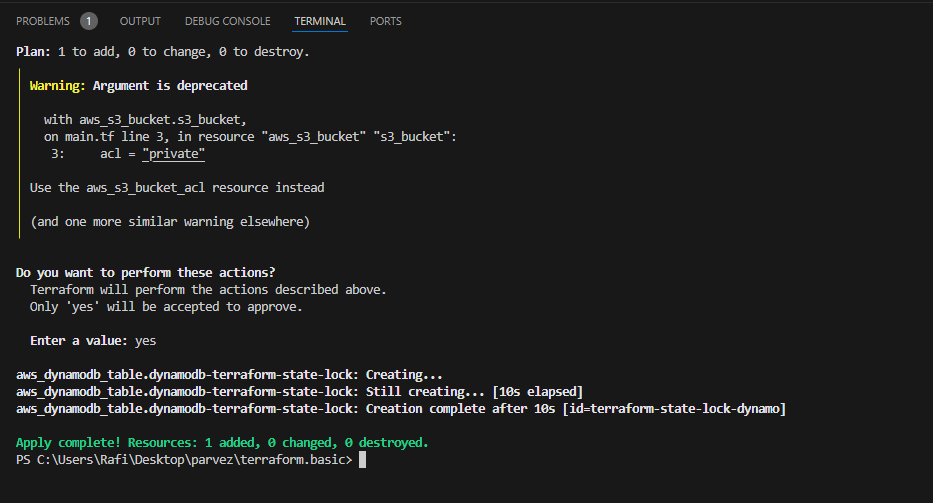 PROBLEMS 1 OUTPUT DEBUG CONSOLE TERMINAL PORTS
Plan: 1 to add, 0 to change, 0 to destroy.
Warning: Argument is deprecated
with aws_s3_bucket.s3_bucket,
on main.tf line 3, in resource "aws_s3_bucket" "s3_bucket":
3: acl = "private"
Use the aws_s3_bucket_acl resource instead
(and one more similar warning elsewhere)
Do you want to perform these actions?
Terraform will perform the actions described above.
Only 'yes' will be accepted to approve.
Enter a value: yes
aws_dynamodb_table.dynamodb-terraform-state-lock: Creating...
aws_dynamodb_table.dynamodb-terraform-state-lock: Still creating... [10s elapsed]
aws_dynamodb_table.dynamodb-terraform-state-lock: Creation complete after 10s [id=terraform-state-lock-dynamo]
Apply complete! Resources: 1 added, 0 changed, 0 destroyed.
PS C:\Users\Rafi\Desktop\parvez\terraform.basic>